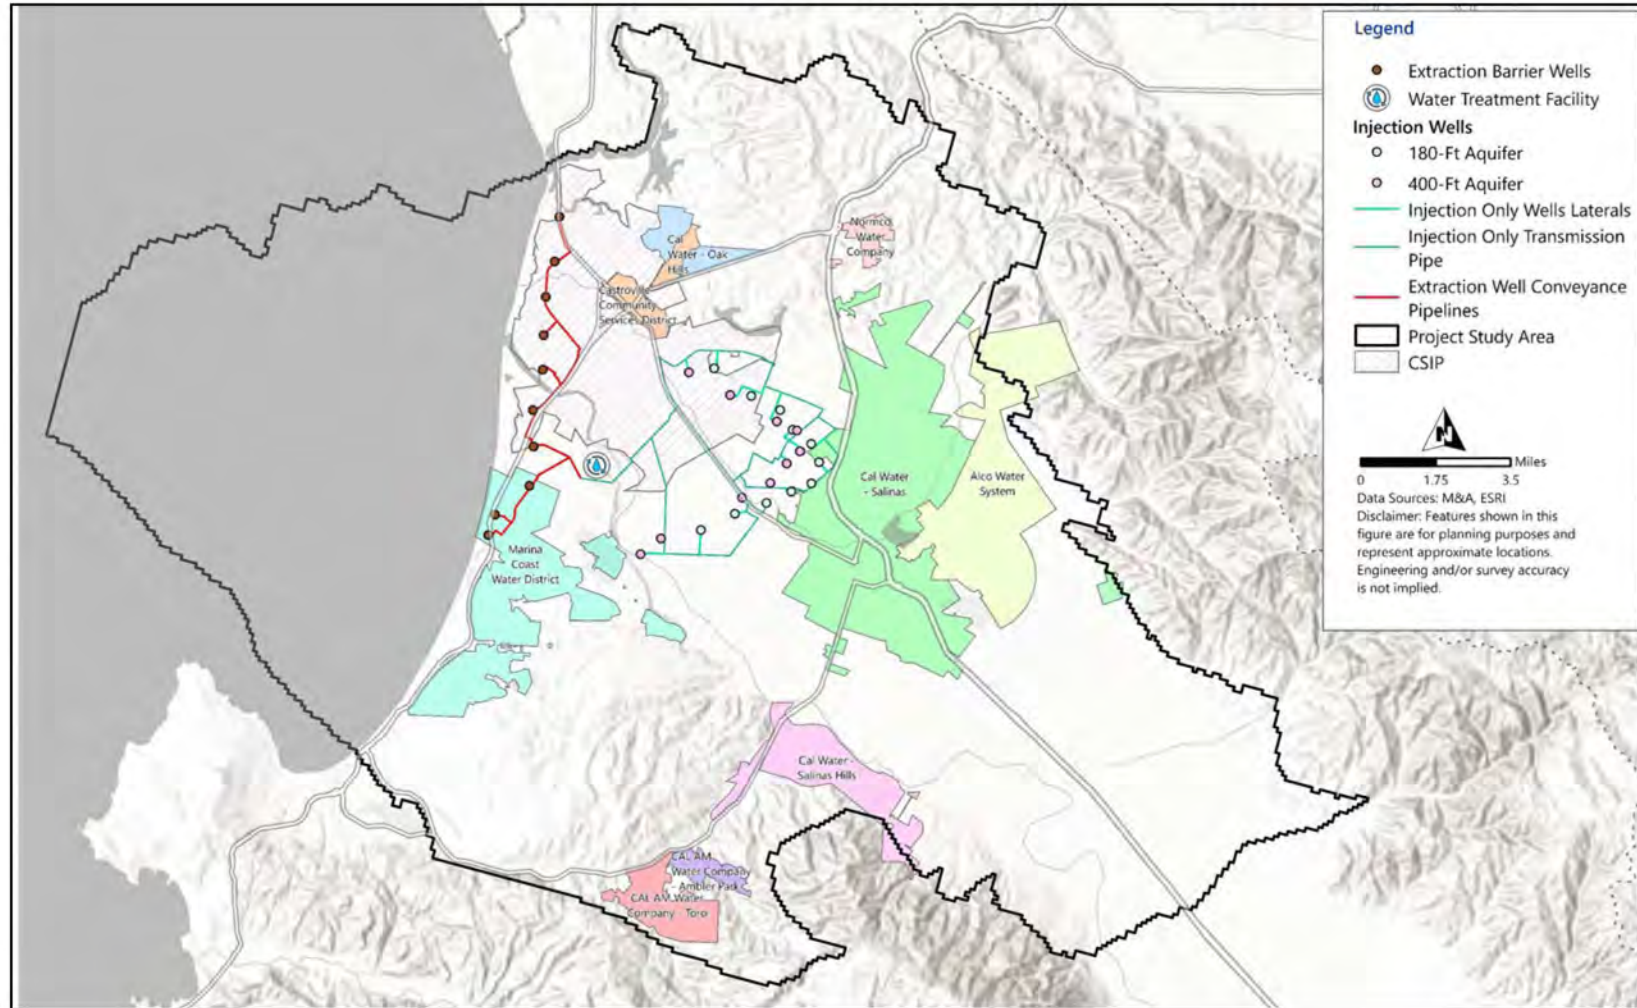 Cal
Water - Oak
Hills
Normco
Water
Company
Castroville
Community
Services District
Cal Water
- Salinas
Alco Water
System
Marina
Coast
Water District
Cal Water -
Salinas Hills
CAL AM
Water Company
- Ambler Park
CAL AM Water
Company - Toro
Legend
Extraction Barrier Wells
Water Treatment Facility
Injection Wells
180-Ft Aquifer
400-Ft Aquifer
Injection Only Wells Laterals
Injection Only Transmission
Pipe
Extraction Well Conveyance
Pipelines
Project Study Area
CSIP
N
Miles
0 1.75 3.5
Data Sources: M&A, ESRI
Disclaimer: Features shown in this
figure are for planning purposes and
represent approximate locations.
Engineering and/or survey accuracy
is not implied.